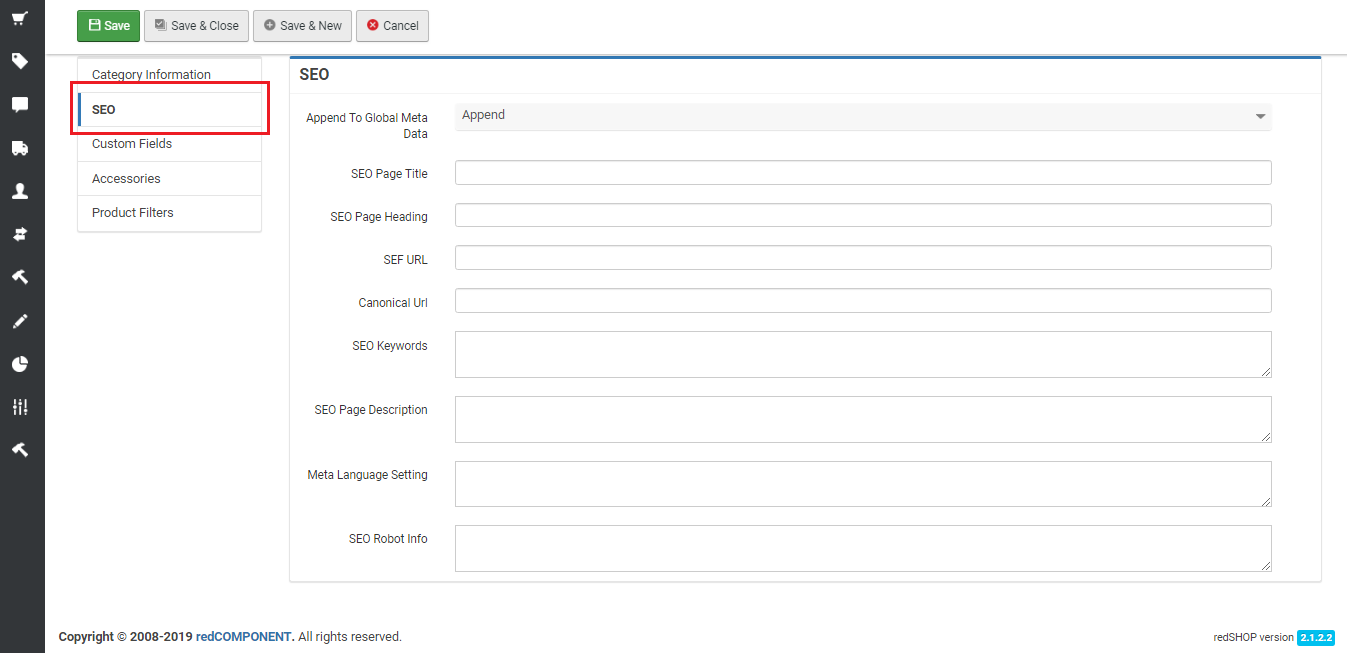 Save
Save & Close
Save & New
Cancel
Category Information
SEO
Custom Fields
Accessories
Product Filters
SEO
Append To Global Meta
Data
Append
SEO Page Title
SEO Page Heading
SEF URL
Canonical Url
SEO Keywords
SEO Page Description
Meta Language Setting
SEO Robot Info
Copyright © 2008-2019 redCOMPONENT. All rights reserved.
redSHOP version 2.1.2.2